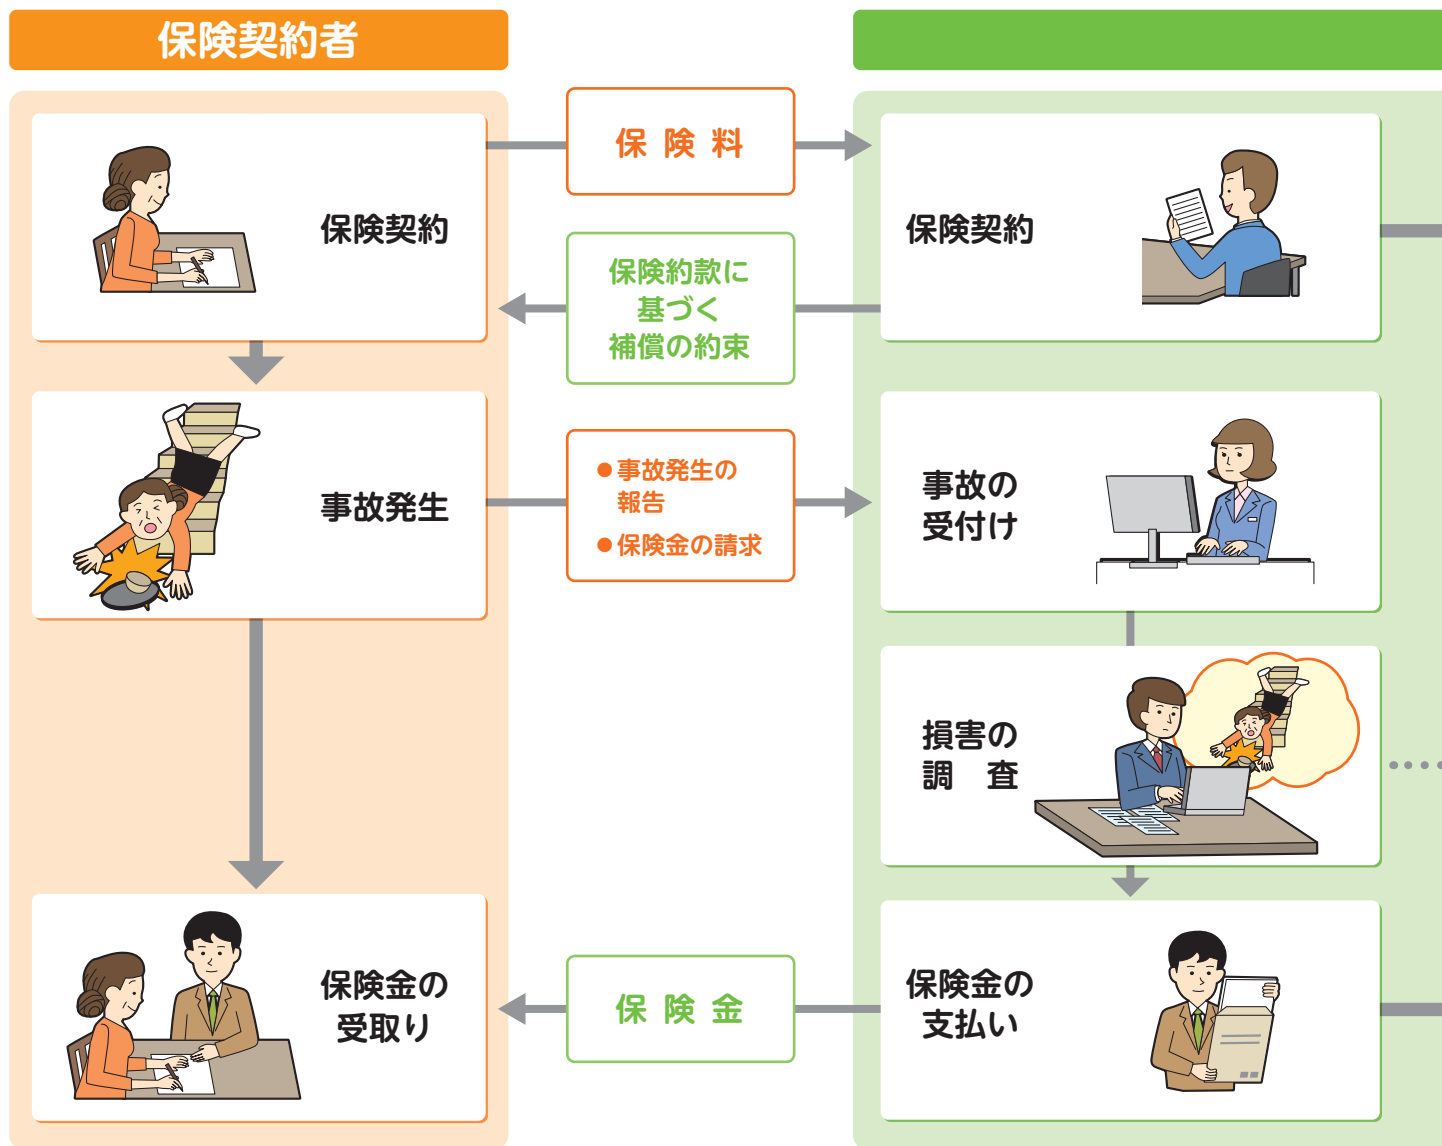 保険契約者
保険契約
保険料
保険契約
保険約款に
基づく
補償の約束
事故発生
●事故発生の
報告
●保険金の請求
事故の
受付け
損害の
調　査
保険金の
受取り
保険金
保険金の
支払い